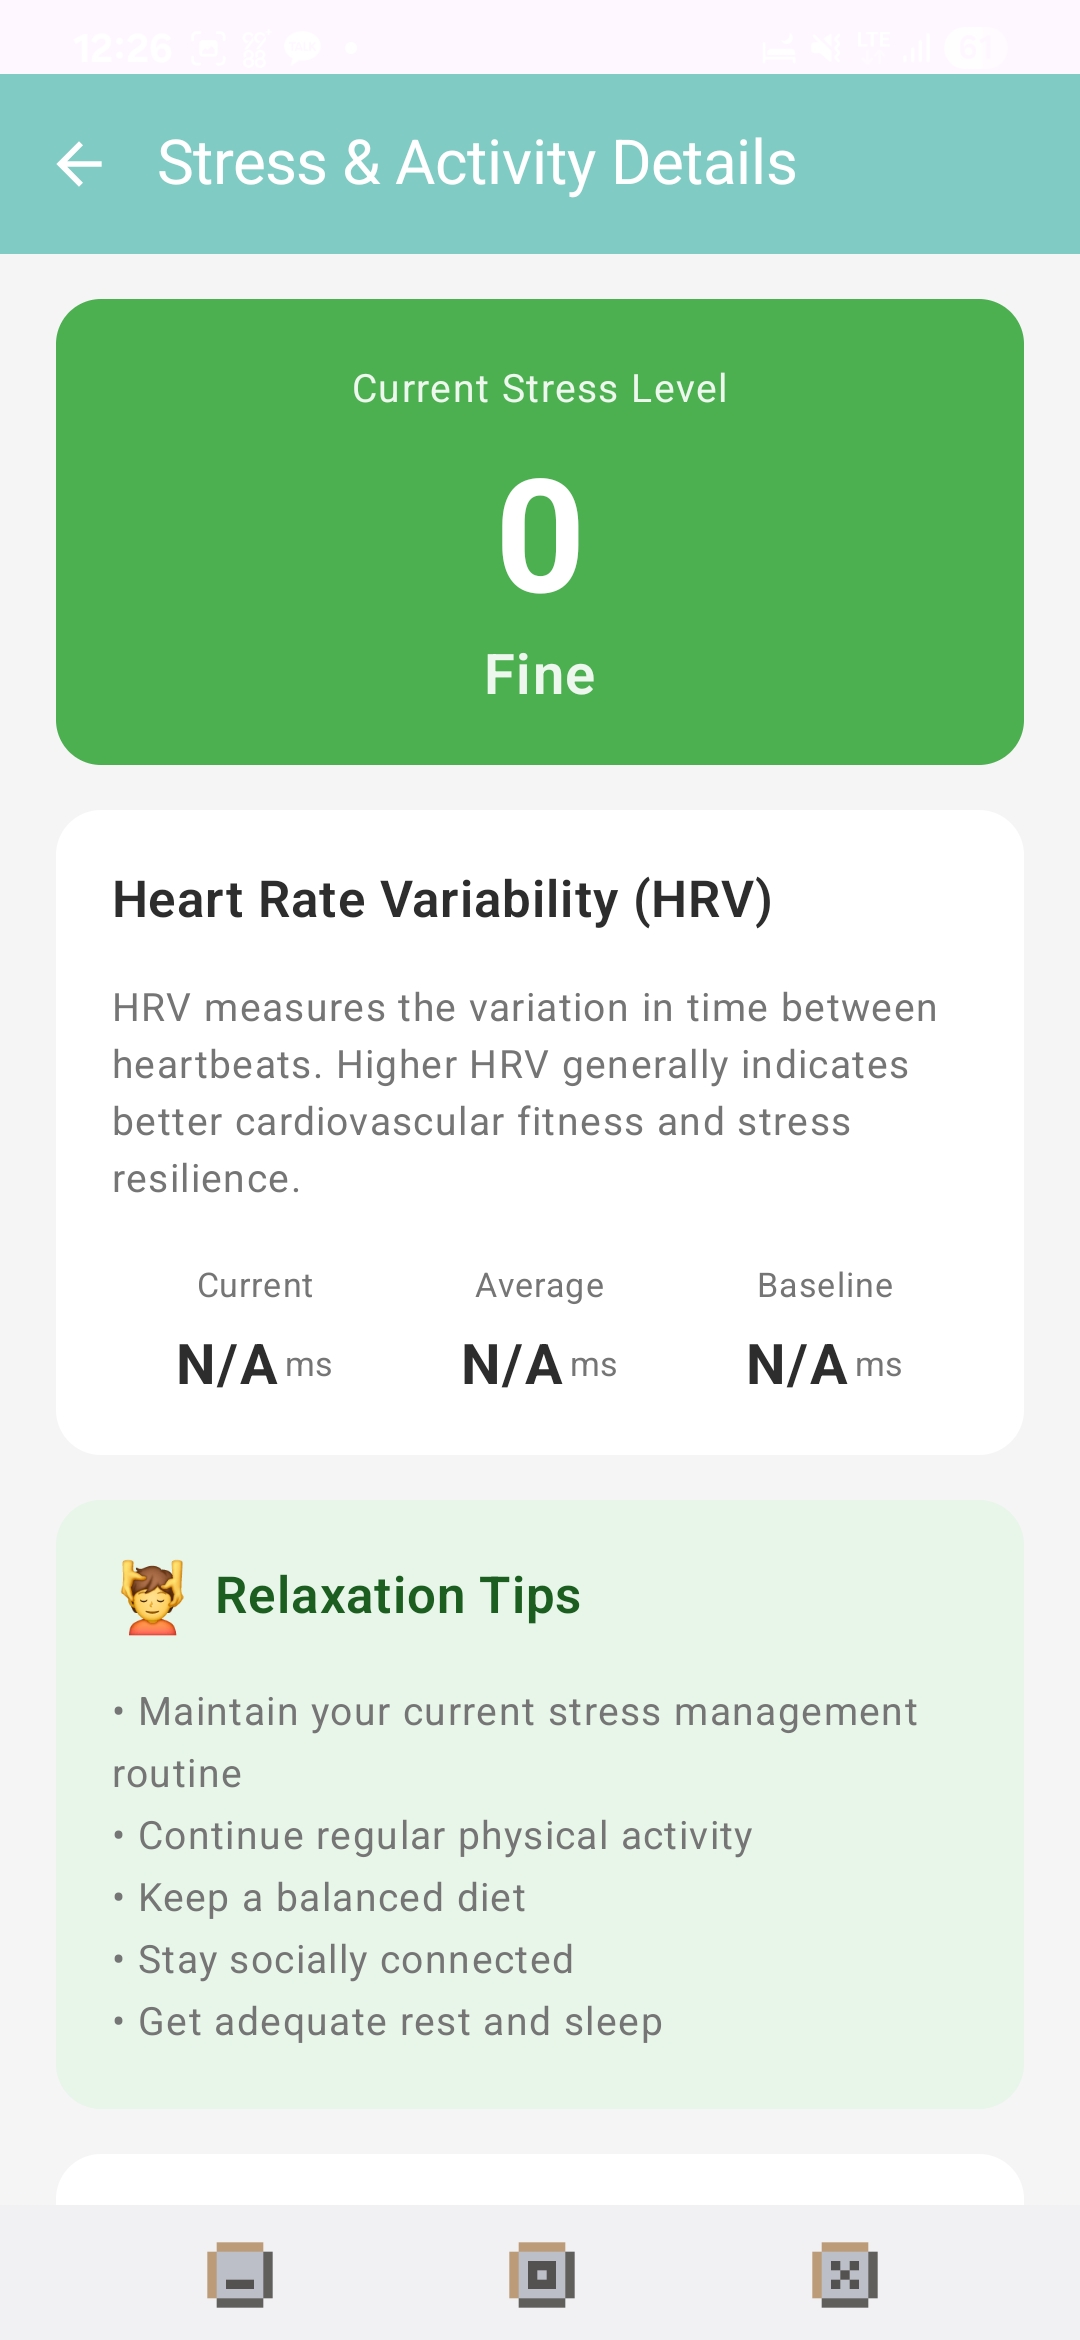 12:26
LTE
61
Stress & Activity Details
Current Stress Level
0
Fine
Heart Rate Variability (HRV)
HRV measures the variation in time between
heartbeats. Higher HRV generally indicates
better cardiovascular fitness and stress
resilience.
Current Average Baseline
N/A ms N/A ms N/A ms
Relaxation Tips
• Maintain your current stress management
routine
• Continue regular physical activity
• Keep a balanced diet
• Stay socially connected
• Get adequate rest and sleep